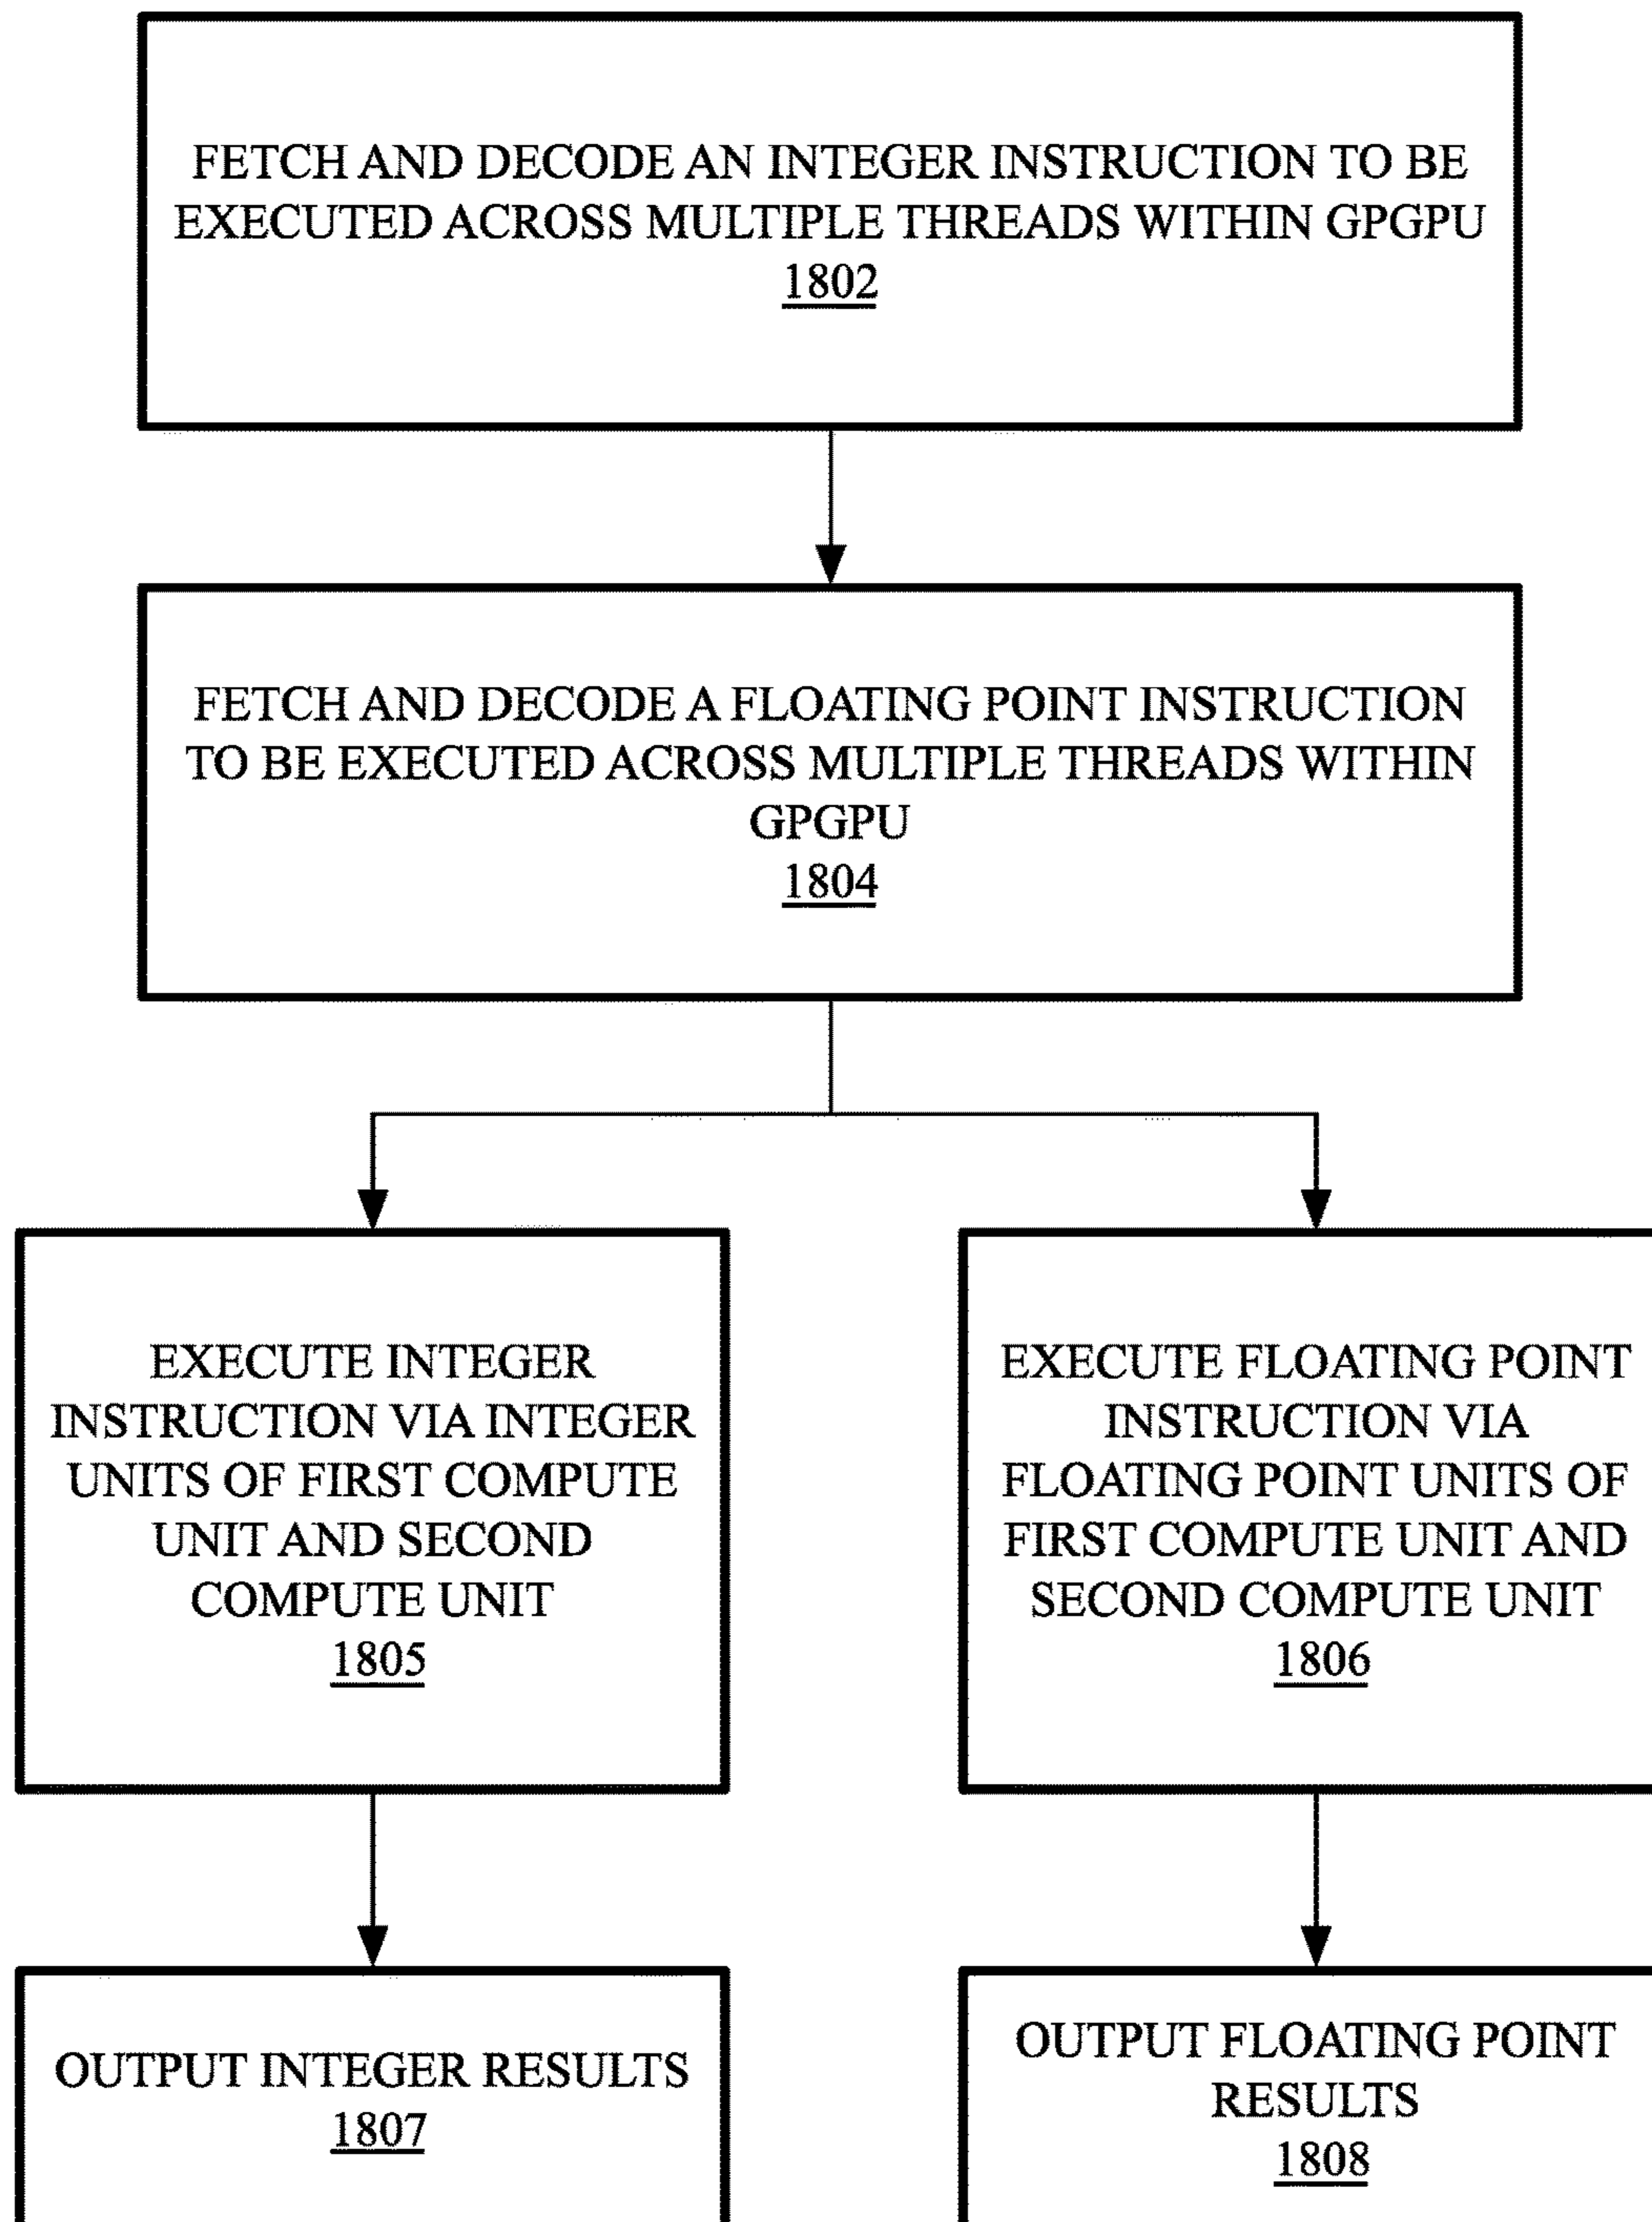 FETCH AND DECODE AN INTEGER INSTRUCTION TO BE
EXECUTED ACROSS MULTIPLE THREADS WITHIN GPGPU
1802
FETCH AND DECODE A FLOATING POINT INSTRUCTION
TO BE EXECUTED ACROSS MULTIPLE THREADS WITHIN
GPGPU
1804
EXECUTE INTEGER
INSTRUCTION VIA INTEGER
UNITS OF FIRST COMPUTE
UNIT AND SECOND
COMPUTE UNIT
1805
EXECUTE FLOATING POINT
INSTRUCTION VIA
FLOATING POINT UNITS OF
FIRST COMPUTE UNIT AND
SECOND COMPUTE UNIT
1806
OUTPUT INTEGER RESULTS
1807
OUTPUT FLOATING POINT
RESULTS
1808